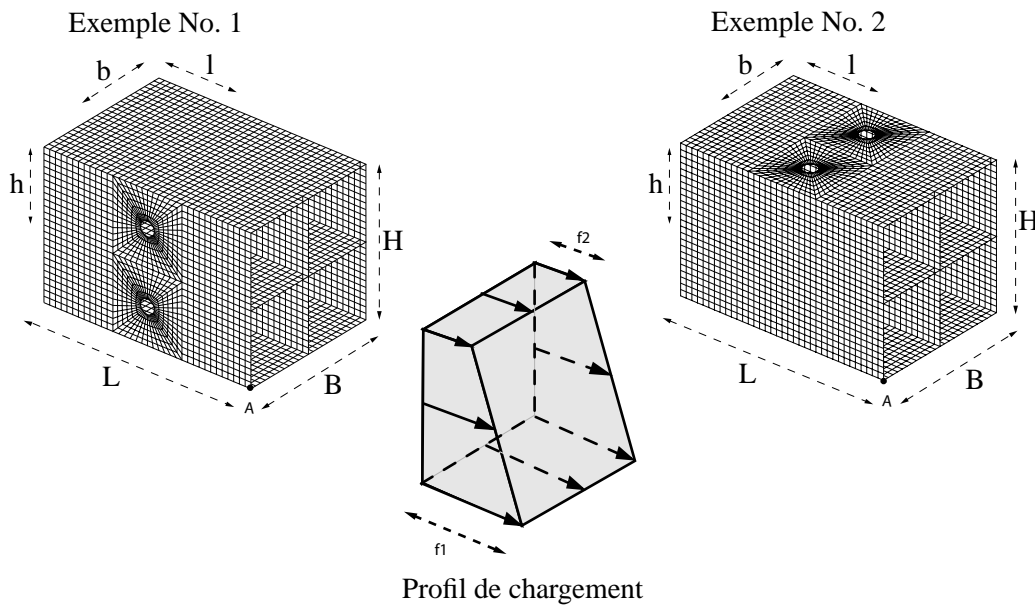 Exemple No. 1
b
l
h
H
L
B
A
Exemple No. 2
b
l
h
H
L
B
A
f2
f1
Profil de chargement